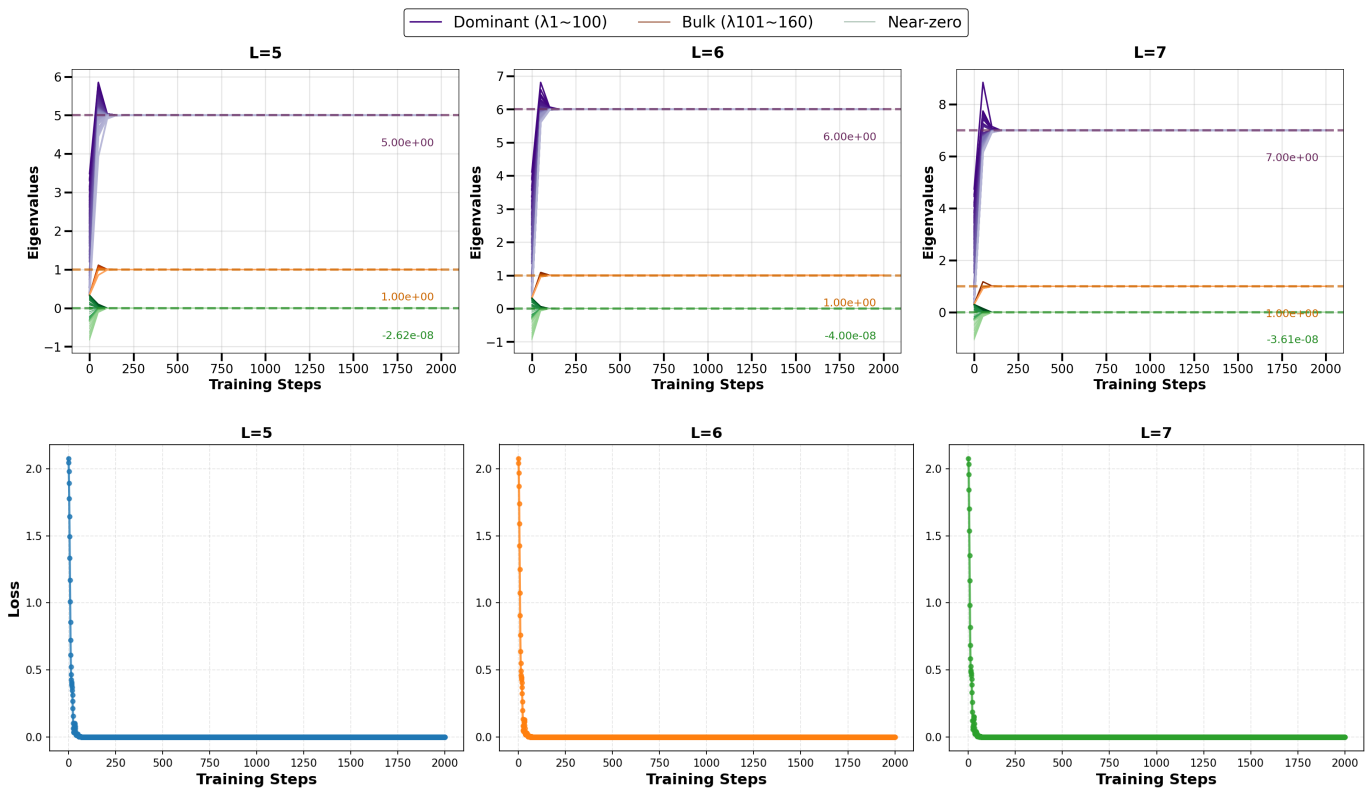 Dominant (λ1~100) Bulk (λ101~160) Near-zero
L=5
6
5
4
3
2
1
0
−1
Eigenvalues
5.00e+00
1.00e+00
-2.62e-08
0 250 500 750 1000 1250 1500 1750 2000
Training Steps
L=6
7
6
5
4
3
2
1
0
−1
Eigenvalues
6.00e+00
1.00e+00
-4.00e-08
0 250 500 750 1000 1250 1500 1750 2000
Training Steps
L=7
8
6
4
2
0
Eigenvalues
7.00e+00
1.00e+00
-3.61e-08
0 250 500 750 1000 1250 1500 1750 2000
Training Steps
L=5
2.0
1.5
1.0
0.5
0.0
Loss
0 250 500 750 1000 1250 1500 1750 2000
Training Steps
L=6
2.0
1.5
1.0
0.5
0.0
0 250 500 750 1000 1250 1500 1750 2000
Training Steps
L=7
2.0
1.5
1.0
0.5
0.0
0 250 500 750 1000 1250 1500 1750 2000
Training Steps